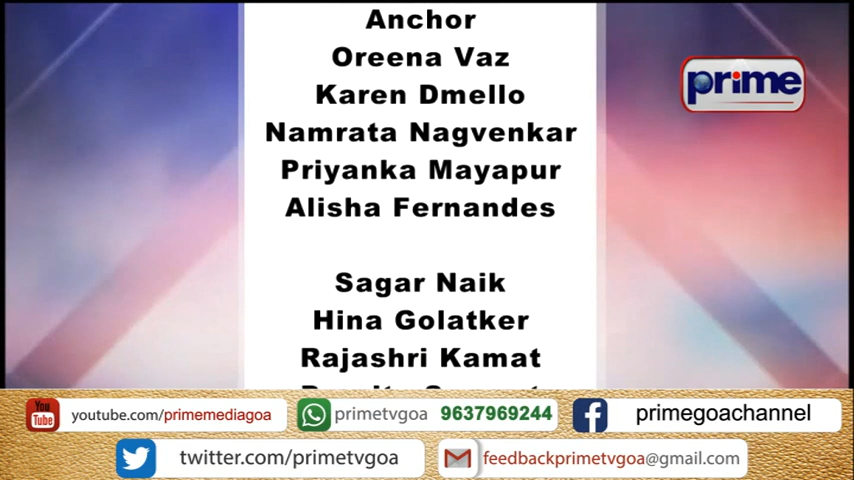 Anchor
Oreena Vaz
Karen Dmello
Namrata Nagvenkar
Priyanka Mayapur
Alisha Fernandes
Sagar Naik
Hina Golatker
Rajashri Kamat
prime
You Tube youtube.com/primemediagoa
primetvgoa 9637969244
primegoachannel
twitter.com/primetvgoa
feedbackprimetvgoa@gmail.com